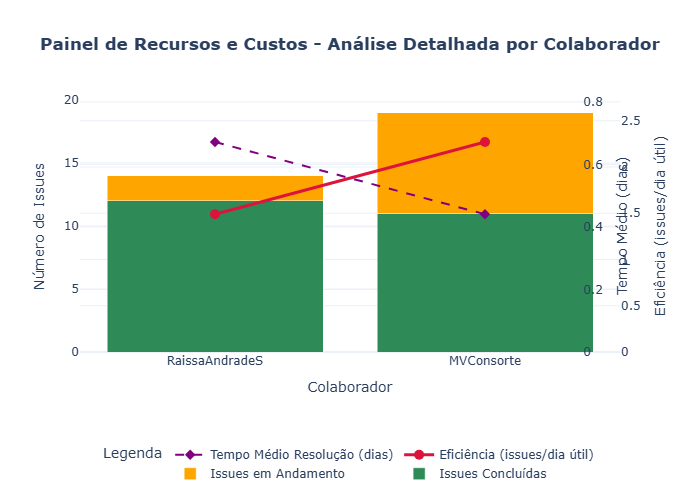 Painel de Recursos e Custos - Análise Detalhada por Colaborador
20
15
10
5
0
Número de Issues
RaissaAndradeS
MVConsorte
Colaborador
0.8
0.6
0.4
0.2
0
2.5
.5
1
0.5
0
Tempo Médio (dias)
Eficiência (issues/dia útil)
Legenda
Tempo Médio Resolução (dias)
Eficiência (issues/dia útil)
Issues em Andamento
Issues Concluídas